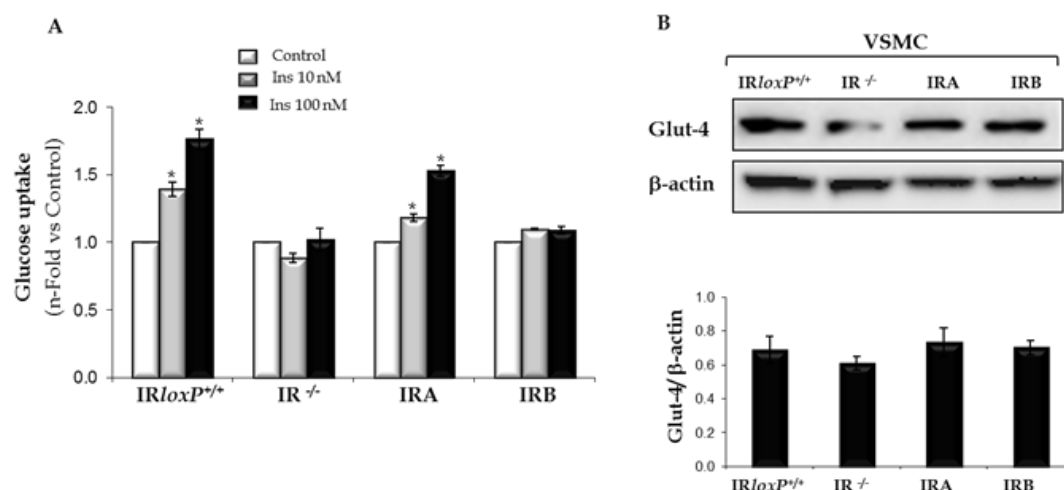 A
Control
Ins 10 nM
Ins 100 nM
Glucose uptake
(n-Fold vs Control)
2.0
1.5
1.0
0.5
0.0
* * * *
IRloxP+/+ IR -/- IRA IRB
B
VSMC
IRloxP+/+ IR -/- IRA IRB
Glut-4
β-actin
Glut-4/β-actin
1.0
0.8
0.6
0.4
0.2
0.0
IRloxP+/+ IR -/- IRA IRB